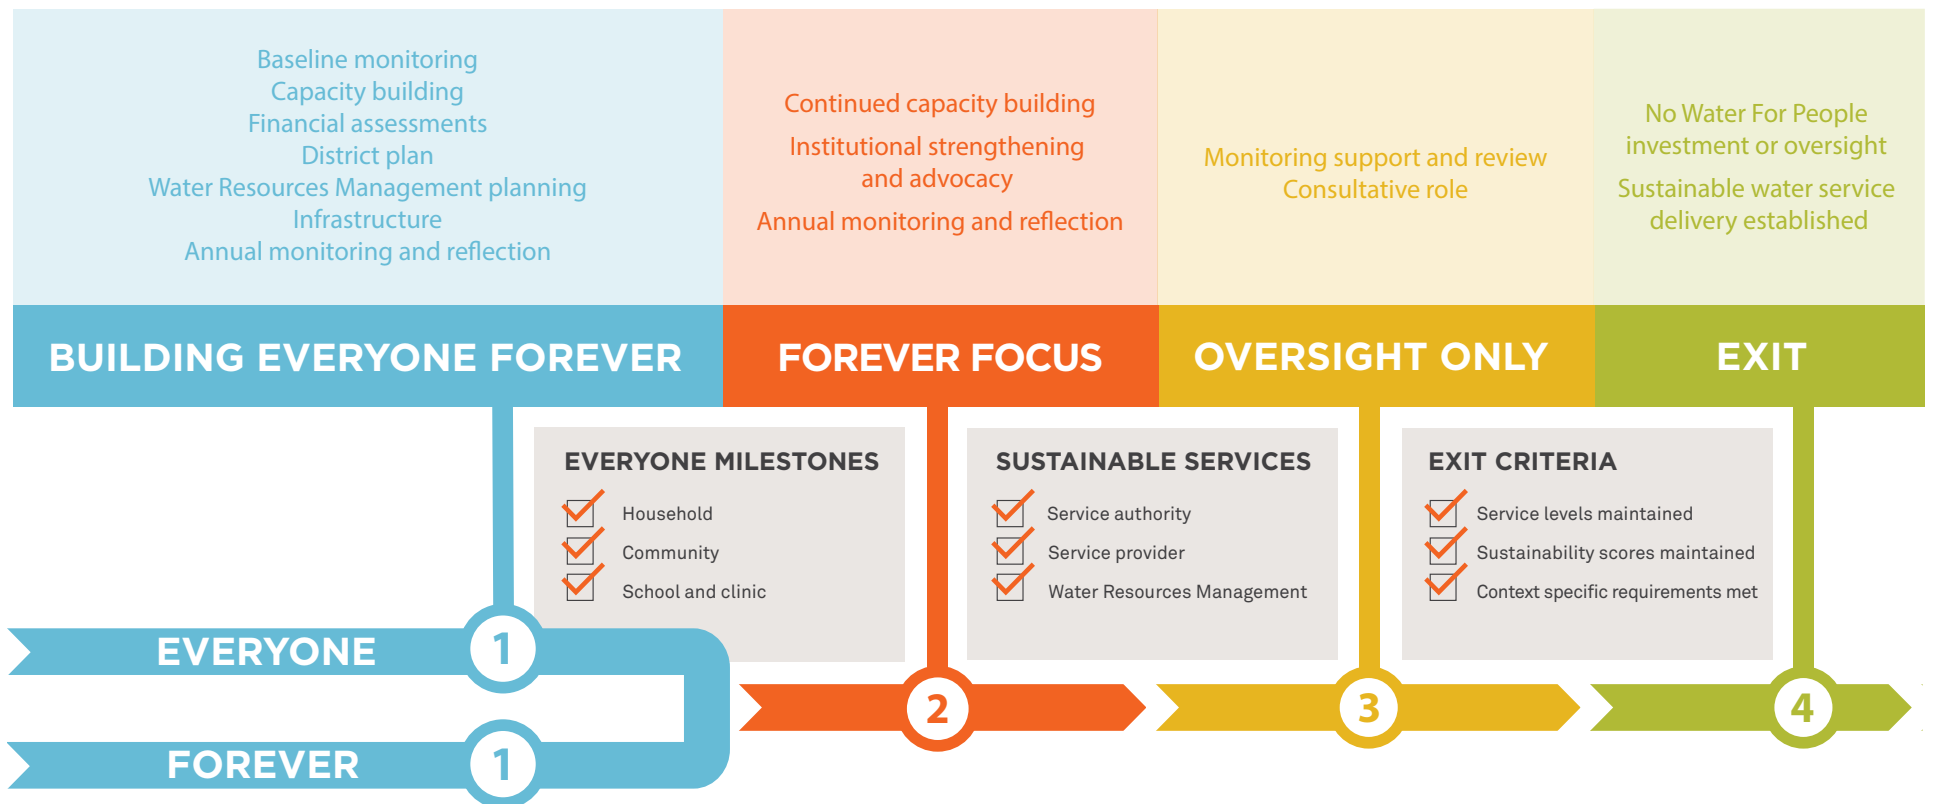 Baseline monitoring
Capacity building
Financial assessments
District plan
Water Resources Management planning
Infrastructure
Annual monitoring and reflection
BUILDING EVERYONE FOREVER
Continued capacity building
Institutional strengthening
and advocacy
Annual monitoring and reflection
FOREVER FOCUS
Monitoring support and review
Consultative role
OVERSIGHT ONLY
No Water For People
investment or oversight
Sustainable water service
delivery established
EXIT
EVERYONE MILESTONES
Household
Community
School and clinic
SUSTAINABLE SERVICES
Service authority
Service provider
Water Resources Management
EXIT CRITERIA
Service levels maintained
Sustainability scores maintained
Context specific requirements met
EVERYONE
1
FOREVER
1
2
3
4